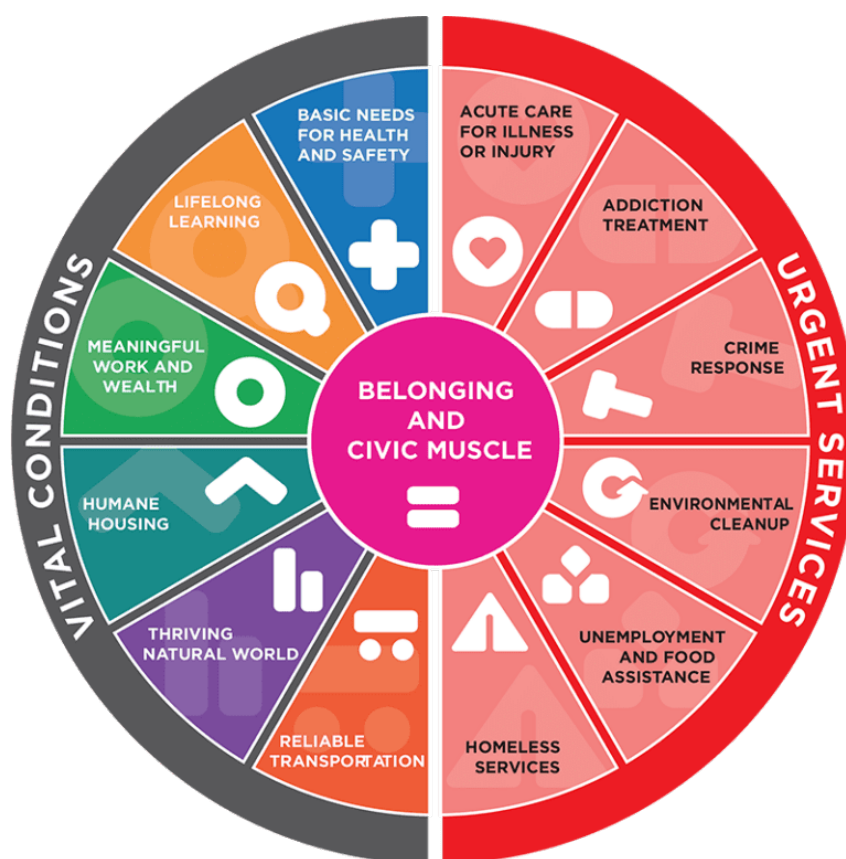 VITAL CONDITIONS
BASIC NEEDS
FOR HEALTH
AND SAFETY
LIFELONG
LEARNING
MEANINGFUL
WORK AND
WEALTH
HUMANE
HOUSING
THRIVING
NATURAL WORLD
RELIABLE
TRANSPORTATION
BELONGING
AND
CIVIC MUSCLE
URGENT SERVICES
ACUTE CARE
FOR ILLNESS
OR INJURY
ADDICTION
TREATMENT
CRIME
RESPONSE
ENVIRONMENTAL
CLEANUP
UNEMPLOYMENT
AND FOOD
ASSISTANCE
HOMELESS
SERVICES